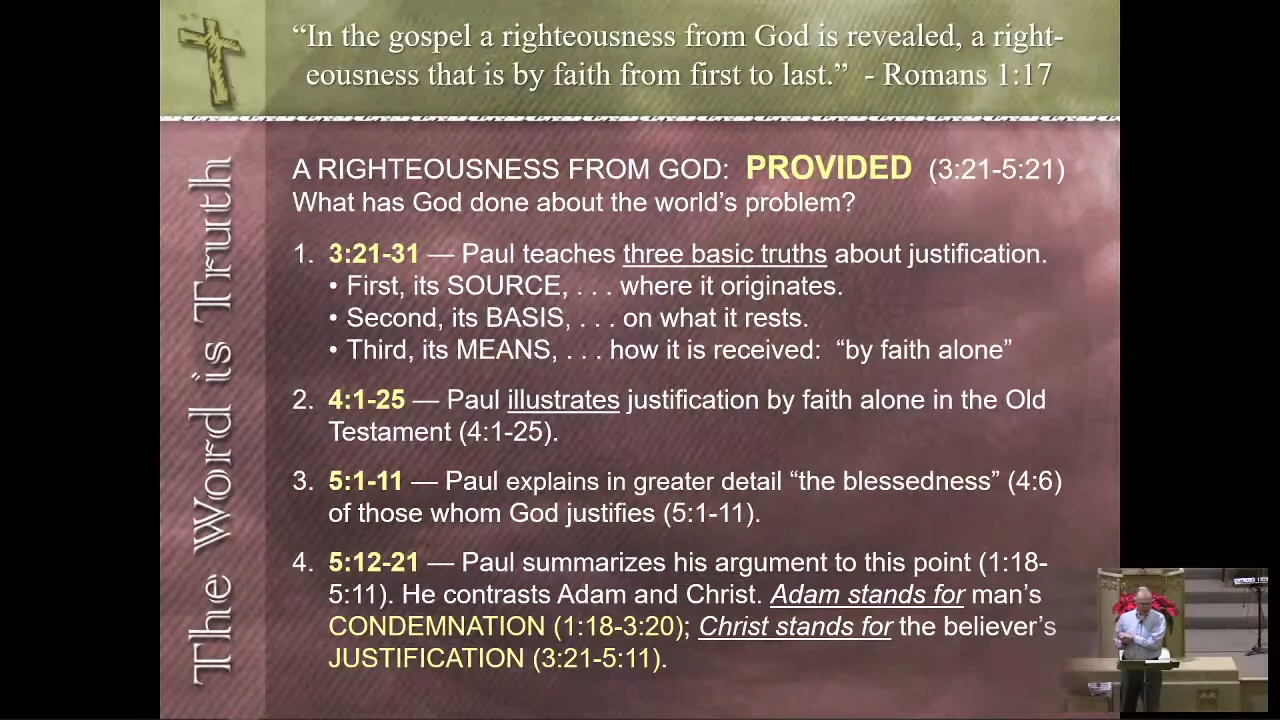 “In the gospel a righteousness from God is revealed, a right-
eousness that is by faith from first to last.” - Romans 1:17
The Word is Truth
A RIGHTEOUSNESS FROM GOD: PROVIDED (3:21-5:21)
What has God done about the world’s problem?
1. 3:21-31 — Paul teaches three basic truths about justification.
• First, its SOURCE, . . . where it originates.
• Second, its BASIS, . . . on what it rests.
• Third, its MEANS, . . . how it is received: “by faith alone”
2. 4:1-25 — Paul illustrates justification by faith alone in the Old
Testament (4:1-25).
3. 5:1-11 — Paul explains in greater detail “the blessedness” (4:6)
of those whom God justifies (5:1-11).
4. 5:12-21 — Paul summarizes his argument to this point (1:18-
5:11). He contrasts Adam and Christ. Adam stands for man’s
CONDEMNATION (1:18-3:20); Christ stands for the believer’s
JUSTIFICATION (3:21-5:11).